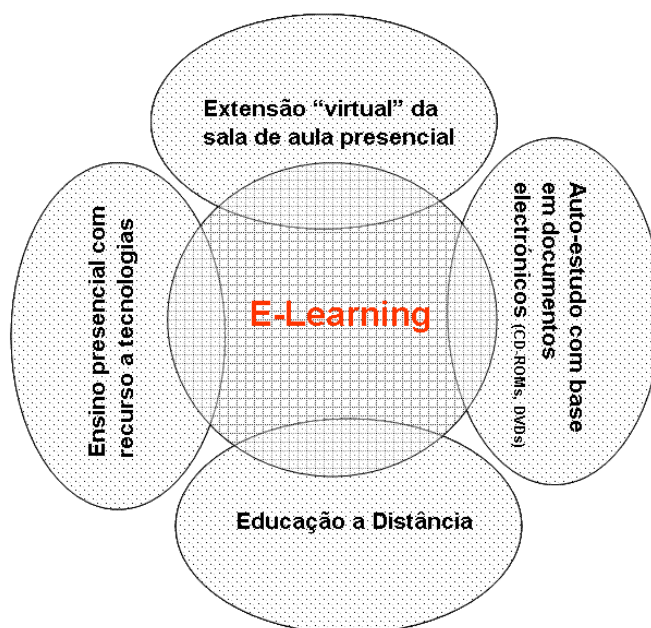 Extensão “virtual” da
sala de aula presencial
Ensino presencial com
recurso a tecnologias
E-Learning
Auto-estudo com base
em documentos
electrónicos (CD-ROMs, DVDs)
Educação a Distância